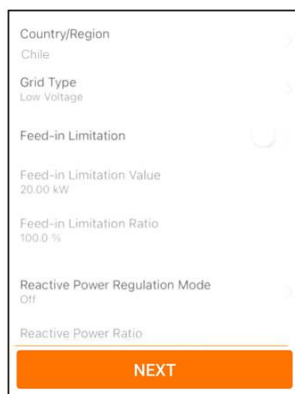 Country/Region
Chile
Grid Type
Low Voltage
Feed-in Limitation
Feed-in Limitation Value
20.00 kW
Feed-in Limitation Ratio
100.0 %
Reactive Power Regulation Mode
Off
Reactive Power Ratio
NEXT